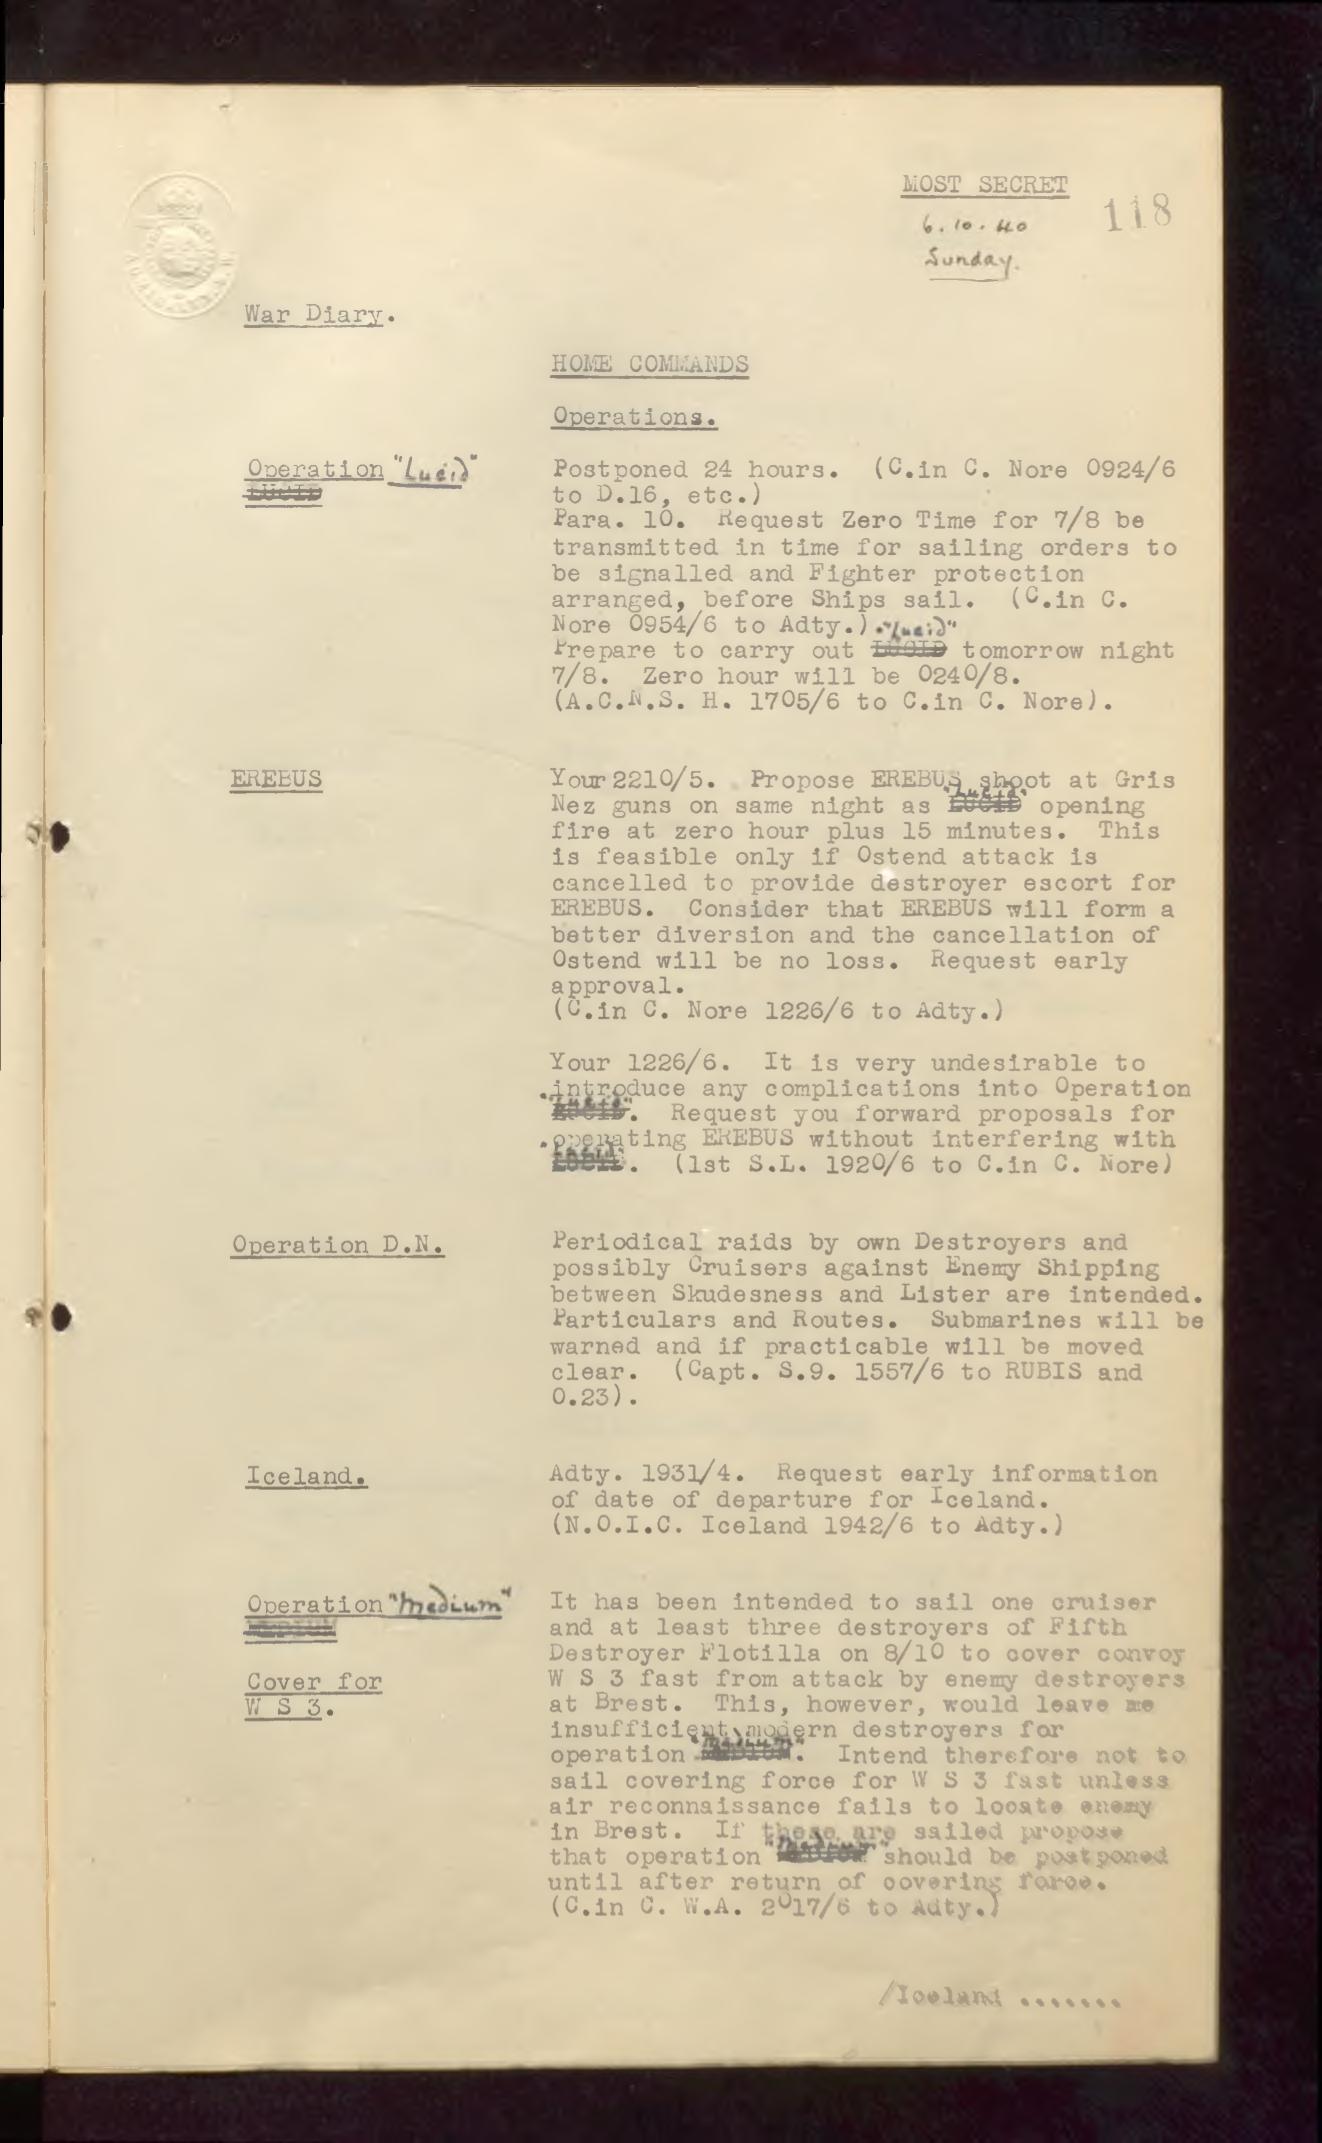 MOST SECRET
118
6.10.40
Sunday.
War Diary.
HOME COMMANDS
Operations.
Operation "Lucid"
LUCID
Postponed 24 hours. (C.in C. Nore 0924/6
to D.16, etc.)
Para. 10. Request Zero Time for 7/8 be
transmitted in time for sailing orders to
be signalled and Fighter protection
arranged, before Ships sail. (C.in C.
Nore 0954/6 to Adty.).
"Lucid"
Prepare to carry out LUCID tomorrow night
7/8. Zero hour will be 0240/8.
(A.C.N.S. H. 1705/6 to C.in C. Nore).
EREBUS
Your 2210/5. Propose EREBUS shoot at Gris
"Lucid"
Nez guns on same night as LUCID opening
fire at zero hour plus 15 minutes. This
is feasible only if Ostend attack is
cancelled to provide destroyer escort for
EREBUS. Consider that EREBUS will form a
better diversion and the cancellation of
Ostend will be no loss. Request early
approval.
(C.in C. Nore 1226/6 to Adty.)
Your 1226/6. It is very undesirable to
introduce any complications into Operation
"Lucid"
LUCID. Request you forward proposals for
operating EREBUS without interfering with
"Lucid"
LUCID. (1st S.L. 1920/6 to C.in C. Nore)
Operation D.N.
Periodical raids by own Destroyers and
possibly Cruisers against Enemy Shipping
between Skudesness and Lister are intended.
Particulars and Routes. Submarines will be
warned and if practicable will be moved
clear. (Capt. S.9. 1557/6 to RUBIS and
O.23).
Iceland.
Adty. 1931/4. Request early information
of date of departure for Iceland.
(N.O.I.C. Iceland 1942/6 to Adty.)
Operation "Medium"
MEDIUM
Cover for
W S 3.
It has been intended to sail one cruiser
and at least three destroyers of Fifth
Destroyer Flotilla on 8/10 to cover convoy
W S 3 fast from attack by enemy destroyers
at Brest. This, however, would leave me
insufficient modern destroyers for
"Medium"
operation MEDIUM. Intend therefore not to
sail covering force for W S 3 fast unless
air reconnaissance fails to locate enemy
in Brest. If these are sailed propose
"Medium"
that operation MEDIUM should be postponed
until after return of covering force.
(C.in C. W.A. 2017/6 to Adty.)
/Iceland .......